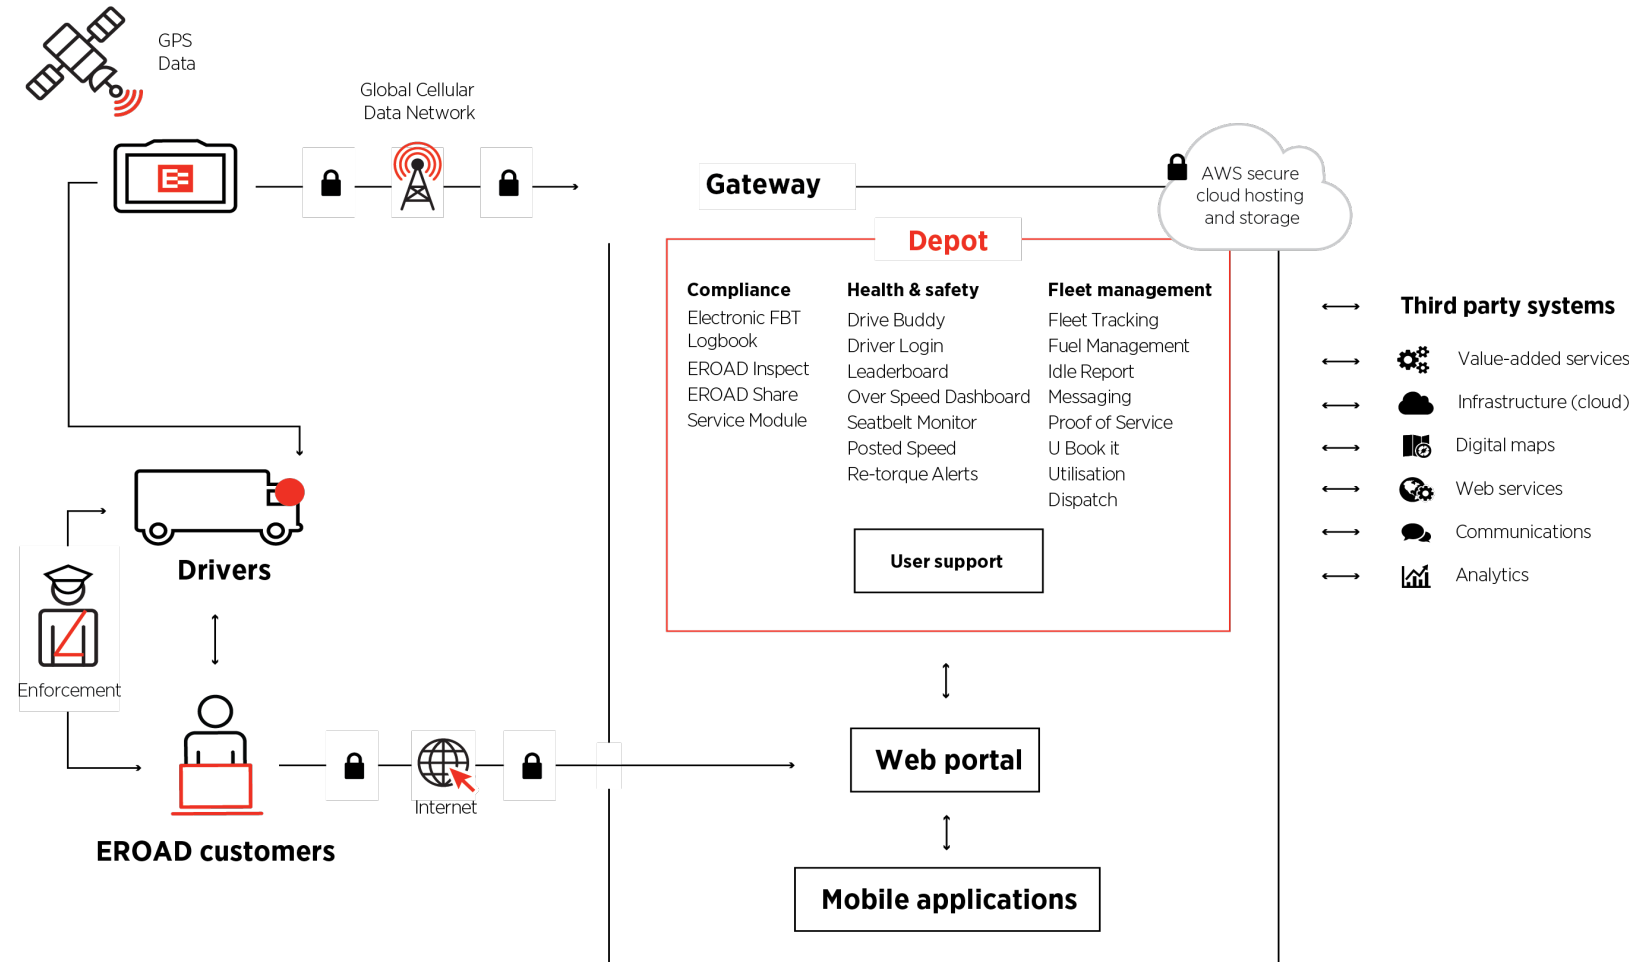 GPS
Data
Global Cellular
Data Network
Gateway
AWS secure
cloud hosting
and storage
Depot
Compliance
Electronic FBT
Logbook
EROAD Inspect
EROAD Share
Service Module
Health & safety
Drive Buddy
Driver Login
Leaderboard
Over Speed Dashboard
Seatbelt Monitor
Posted Speed
Re-torque Alerts
Fleet management
Fleet Tracking
Fuel Management
Idle Report
Messaging
Proof of Service
U Book it
Utilisation
Dispatch
User support
Third party systems
Value-added services
Infrastructure (cloud)
Digital maps
Web services
Communications
Analytics
Drivers
Enforcement
EROAD customers
Internet
Web portal
Mobile applications